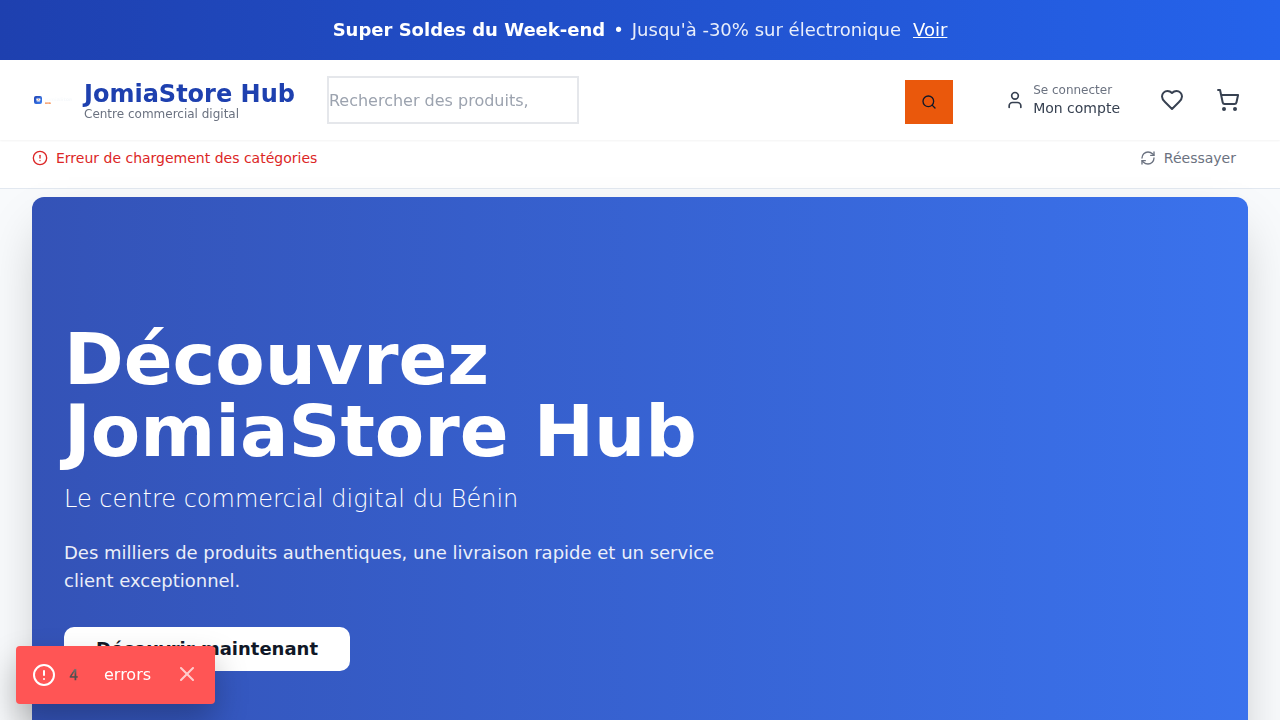 Super Soldes du Week-end • Jusqu'à -30% sur électronique Voir
JomiaStore Hub
Centre commercial digital
Rechercher des produits,
Se connecter
Mon compte
Erreur de chargement des catégories
Réessayer
Découvrez
JomiaStore Hub
Le centre commercial digital du Bénin
Des milliers de produits authentiques, une livraison rapide et un service
client exceptionnel.
Découvrir maintenant
4 errors